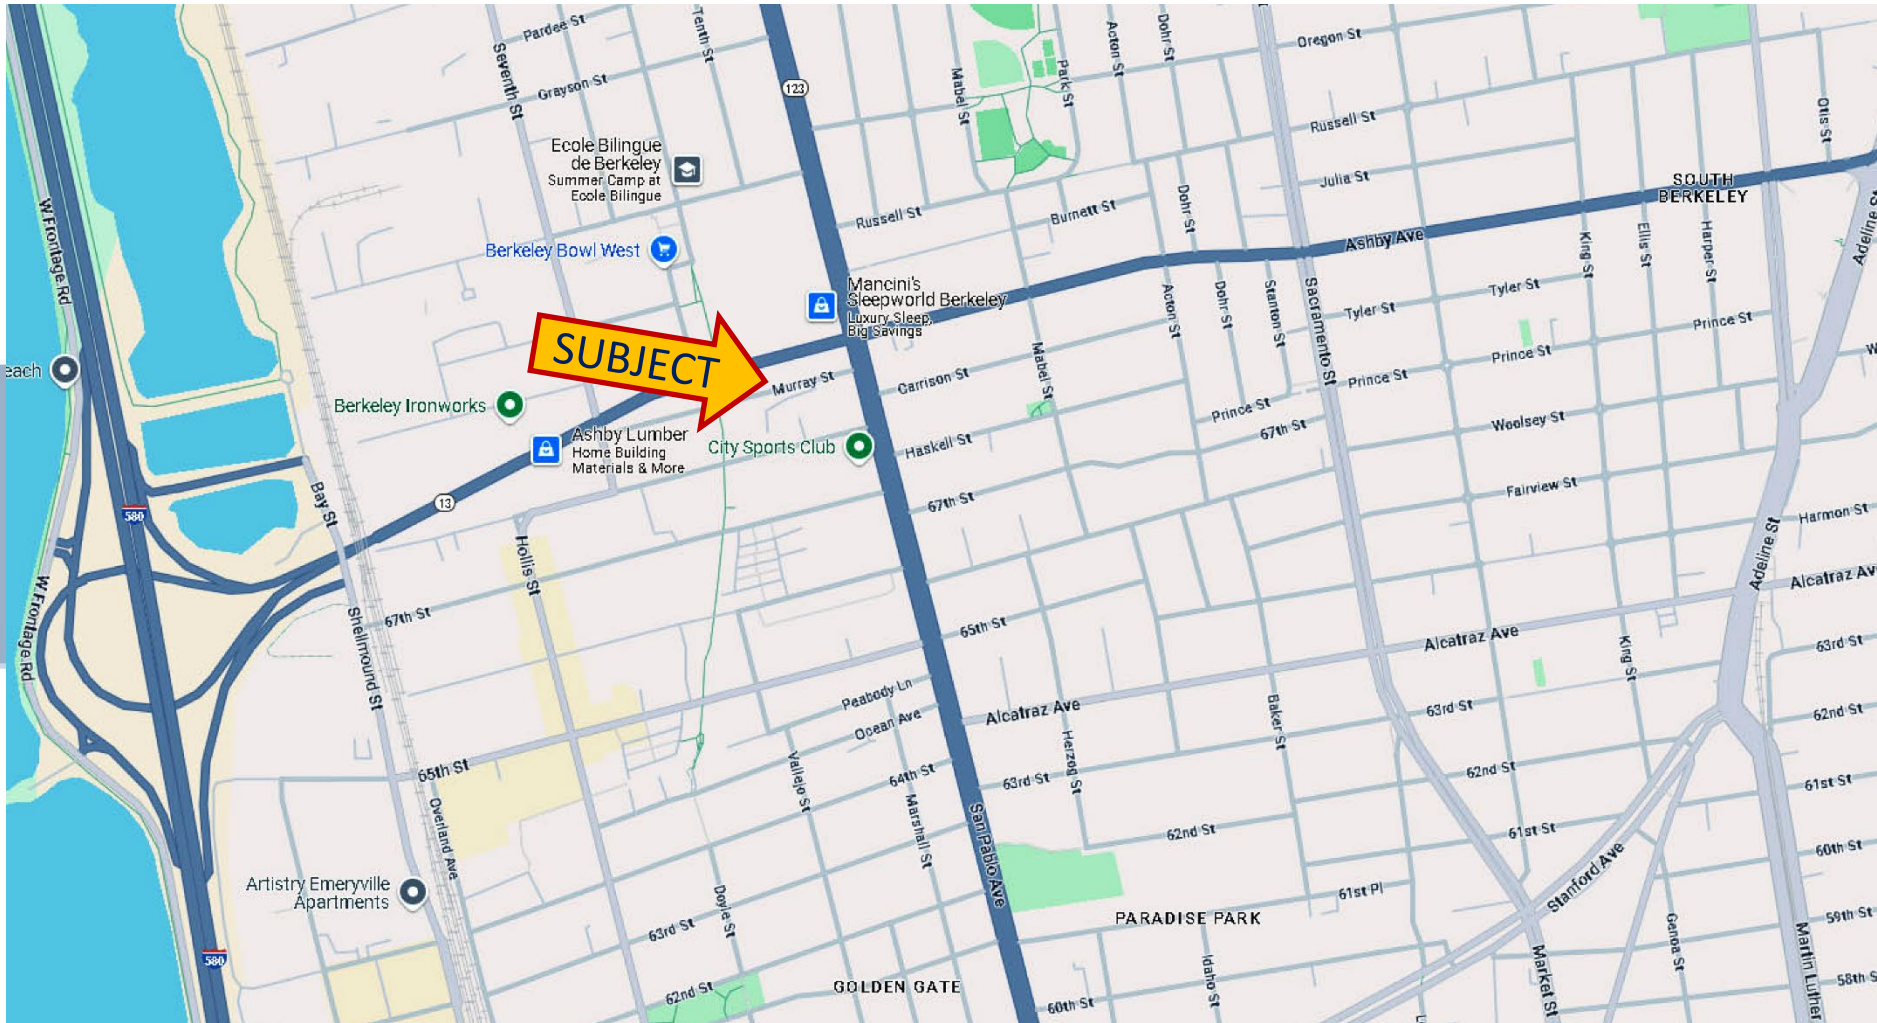 Pardee St
Tenth St
Seventh St
Grayson St
123
Mabel St
Park St
Acton St
Dohr St
Oregon St
Russell St
Otis St
Ecole Bilingue
de Berkeley
Summer Camp at
Ecole Bilingue
Julia St
SOUTH
BERKELEY
W Frontage Rd
Russell St
Burnett St
Dohr St
Ashby Ave
King St
Ellis St
Harper St
Adeline St
Berkeley Bowl West
Mancini's
Sleepworld Berkeley
Luxury Sleep,
Big Savings
Acton St
Dohr St
Stanton St
Sacramento St
Tyler St
Tyler St
Prince St
SUBJECT
Murray St
Garrison St
Mabel St
Prince St
Prince St
Prince St
each
Berkeley Ironworks
Ashby Lumber
Home Building
Materials & More
City Sports Club
Haskell St
67th St
Woolsey St
13
580
Bay St
67th St
Fairview St
Harmon St
Hollis St
Adeline St
Alcatraz Av
W Frontage Rd
Shellmound St
67th St
65th St
Alcatraz Ave
King St
63rd St
Peabody Ln
Ocean Ave
Alcatraz Ave
Baker St
63rd St
62nd St
65th St
Vallejo St
64th St
Herzog St
63rd St
62nd St
61st St
Overland Ave
Marshall St
San Pablo Ave
62nd St
61st St
60th St
Artistry Emeryville
Apartments
Doyle St
61st Pl
Stanford Ave
PARADISE PARK
63rd St
59th St
Genoa St
580
Idaho St
Market St
Martin Luther
62nd St
GOLDEN GATE
60th St
58th S